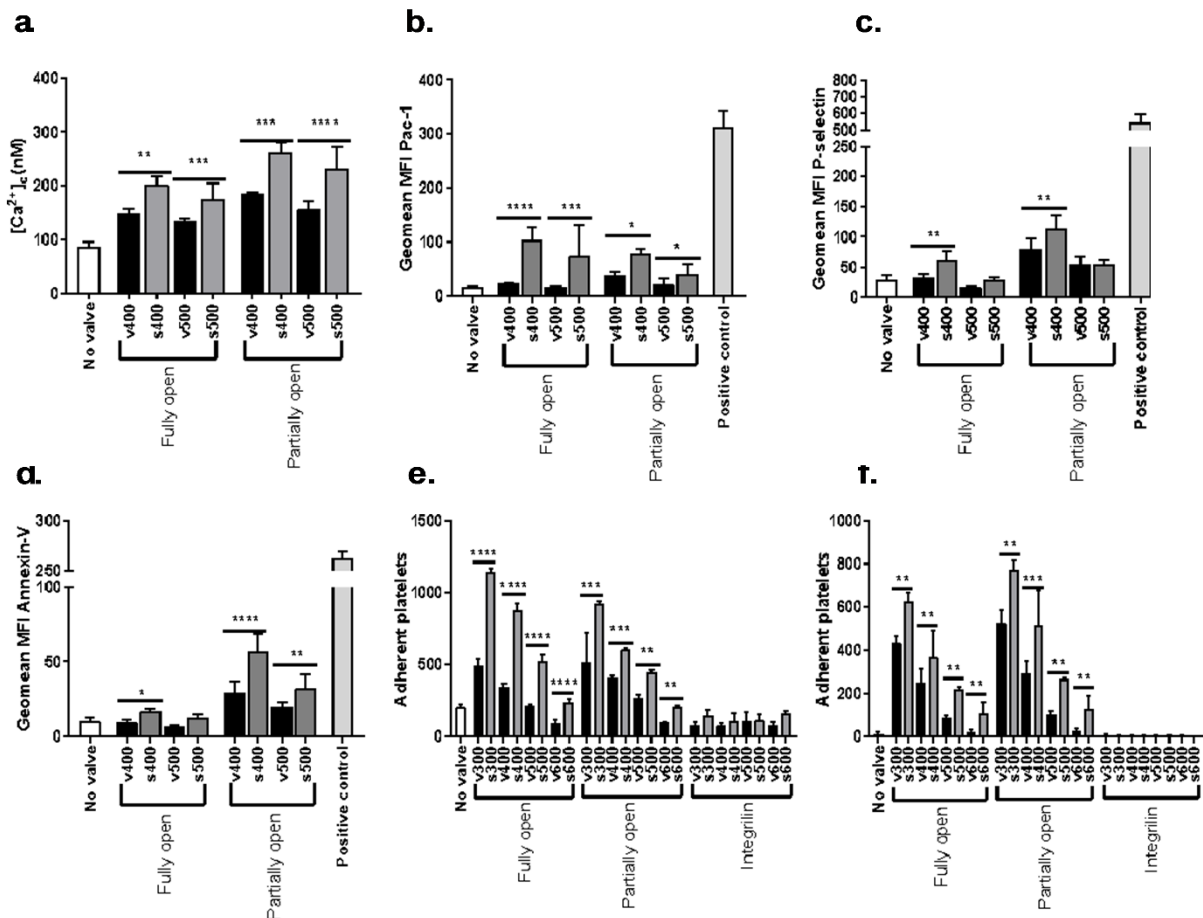 a.
b.
c.
400
300
200
100
0
[Ca²⁺]c (nM)
**
***
***
****
No valve
v400
s400
v500
s500
v400
s400
v500
s500
Fully open
Partially open
400
300
200
100
0
Geomean MFI Pac-1
****
***
*
*
No valve
v400
s400
v500
s500
v400
s400
v500
s500
Positive control
Fully open
Partially open
800
700
600
500
250
200
150
100
50
0
Geomean MFI P-selectin
**
**
No valve
v400
s400
v500
s500
v400
s400
v500
s500
Positive control
Fully open
Partially open
d.
e.
f.
300
250
100
50
0
Geomean MFI Annexin-V
*
****
**
No valve
v400
s400
v500
s500
v400
s400
v500
s500
Positive control
Fully open
Partially open
1500
1000
500
0
Adherent platelets
****
****
****
****
***
***
**
**
No valve
v300
s300
v400
s400
v500
s500
v600
s600
v300
s300
v400
s400
v500
s500
v600
s600
v300
s300
v400
s400
v500
s500
v600
s600
Fully open
Partially open
Integrilin
1000
800
600
400
200
0
Adherent platelets
**
**
**
**
**
***
**
**
No valve
v300
s300
v400
s400
v500
s500
v600
s600
v300
s300
v400
s400
v500
s500
v600
s600
v300
s300
v400
s400
v500
s500
v600
s600
Fully open
Partially open
Integrilin